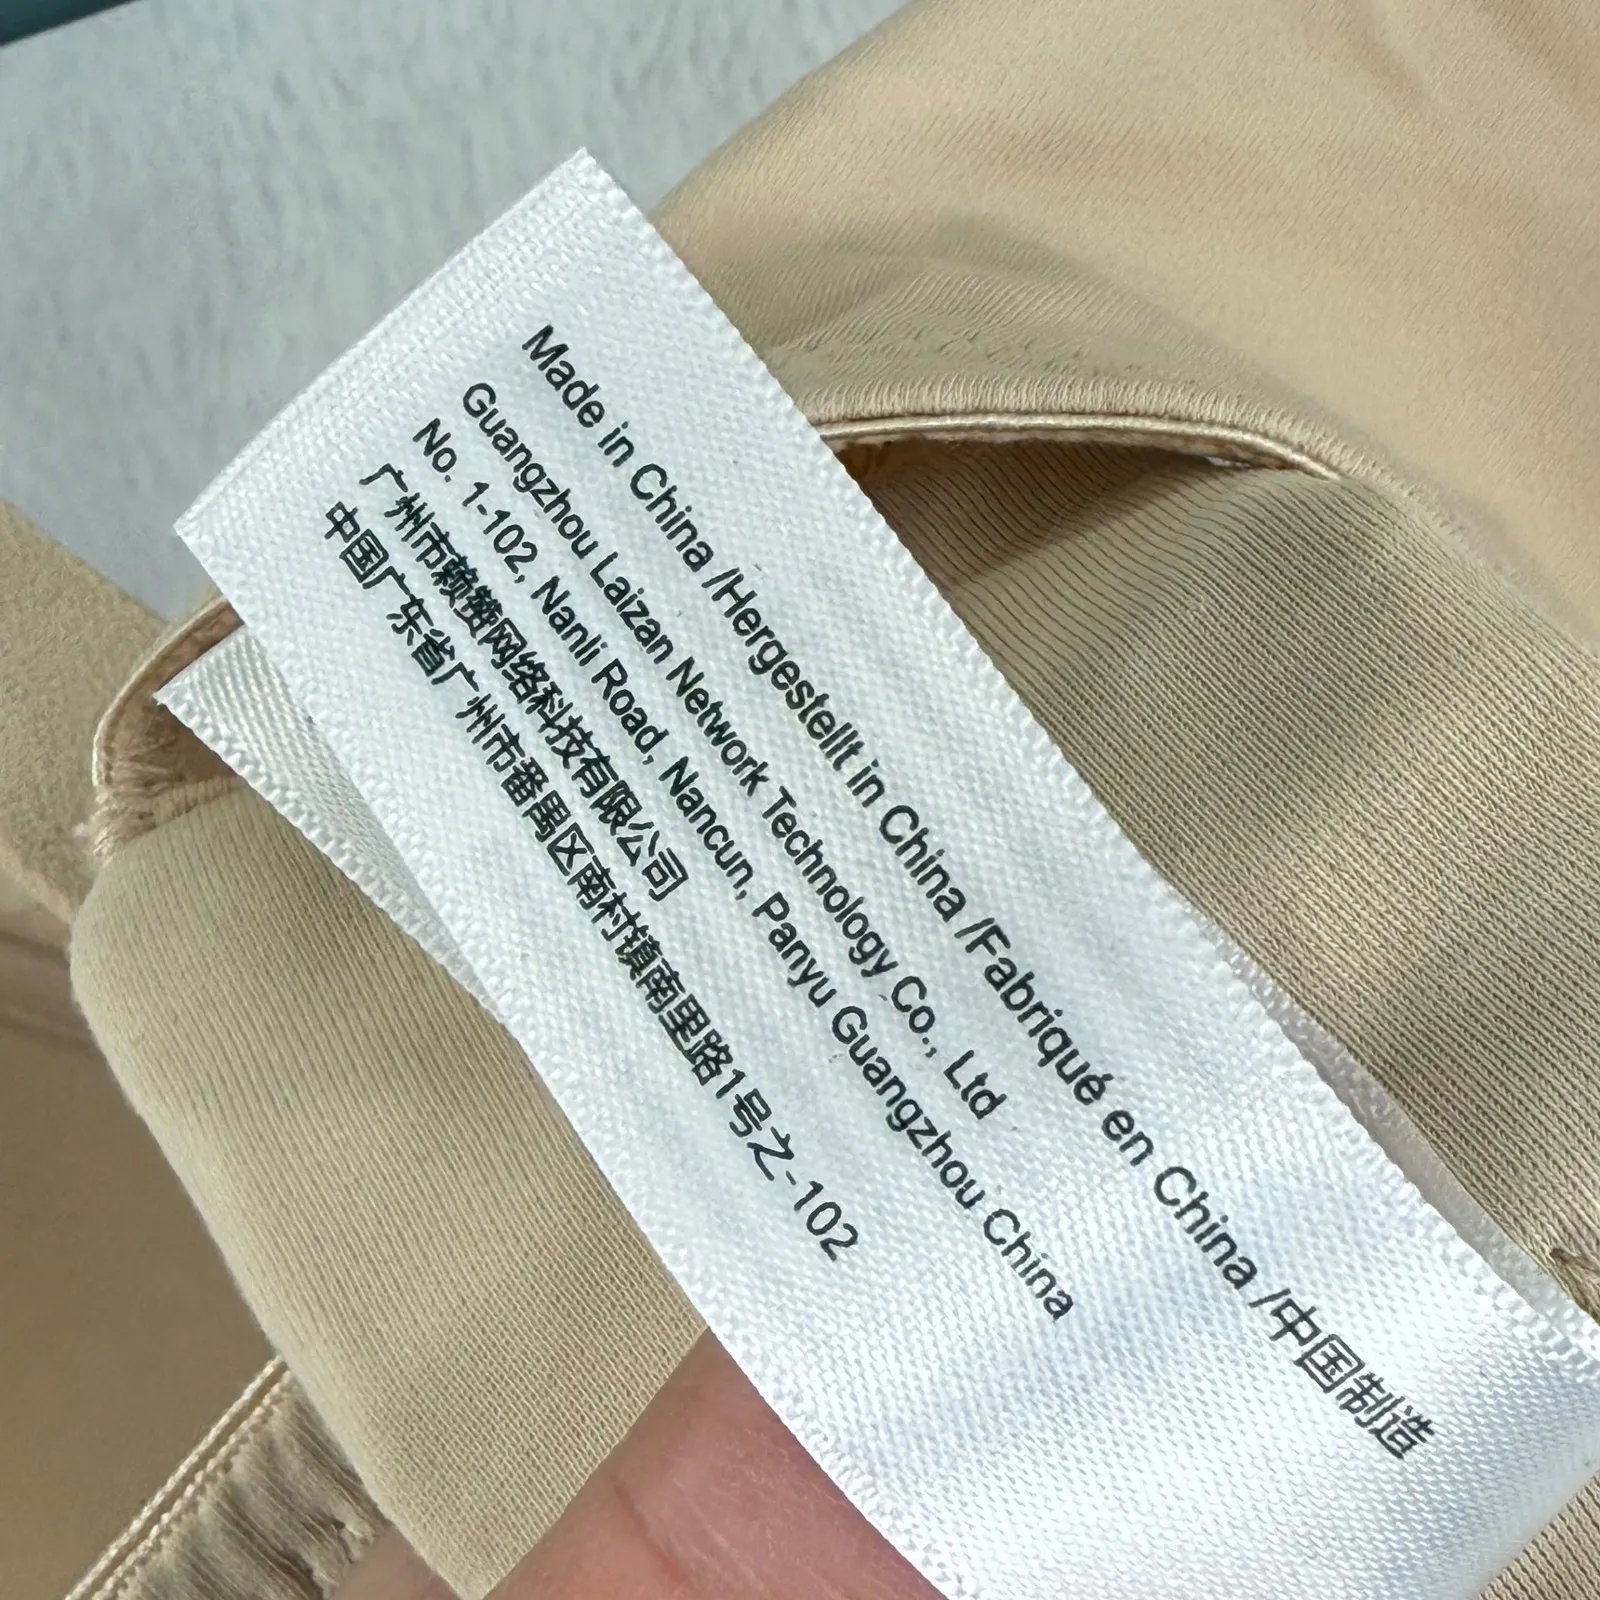 Made in China /Hergestellt in China /Fabriqué en China /中国制造
Guangzhou Laizan Network Technology Co., Ltd
No. 1-102, Nanli Road, Nancun, Panyu Guangzhou China
广州市赖赞网络科技有限公司
中国广东省广州市番禺区南村镇南里路1号之-102